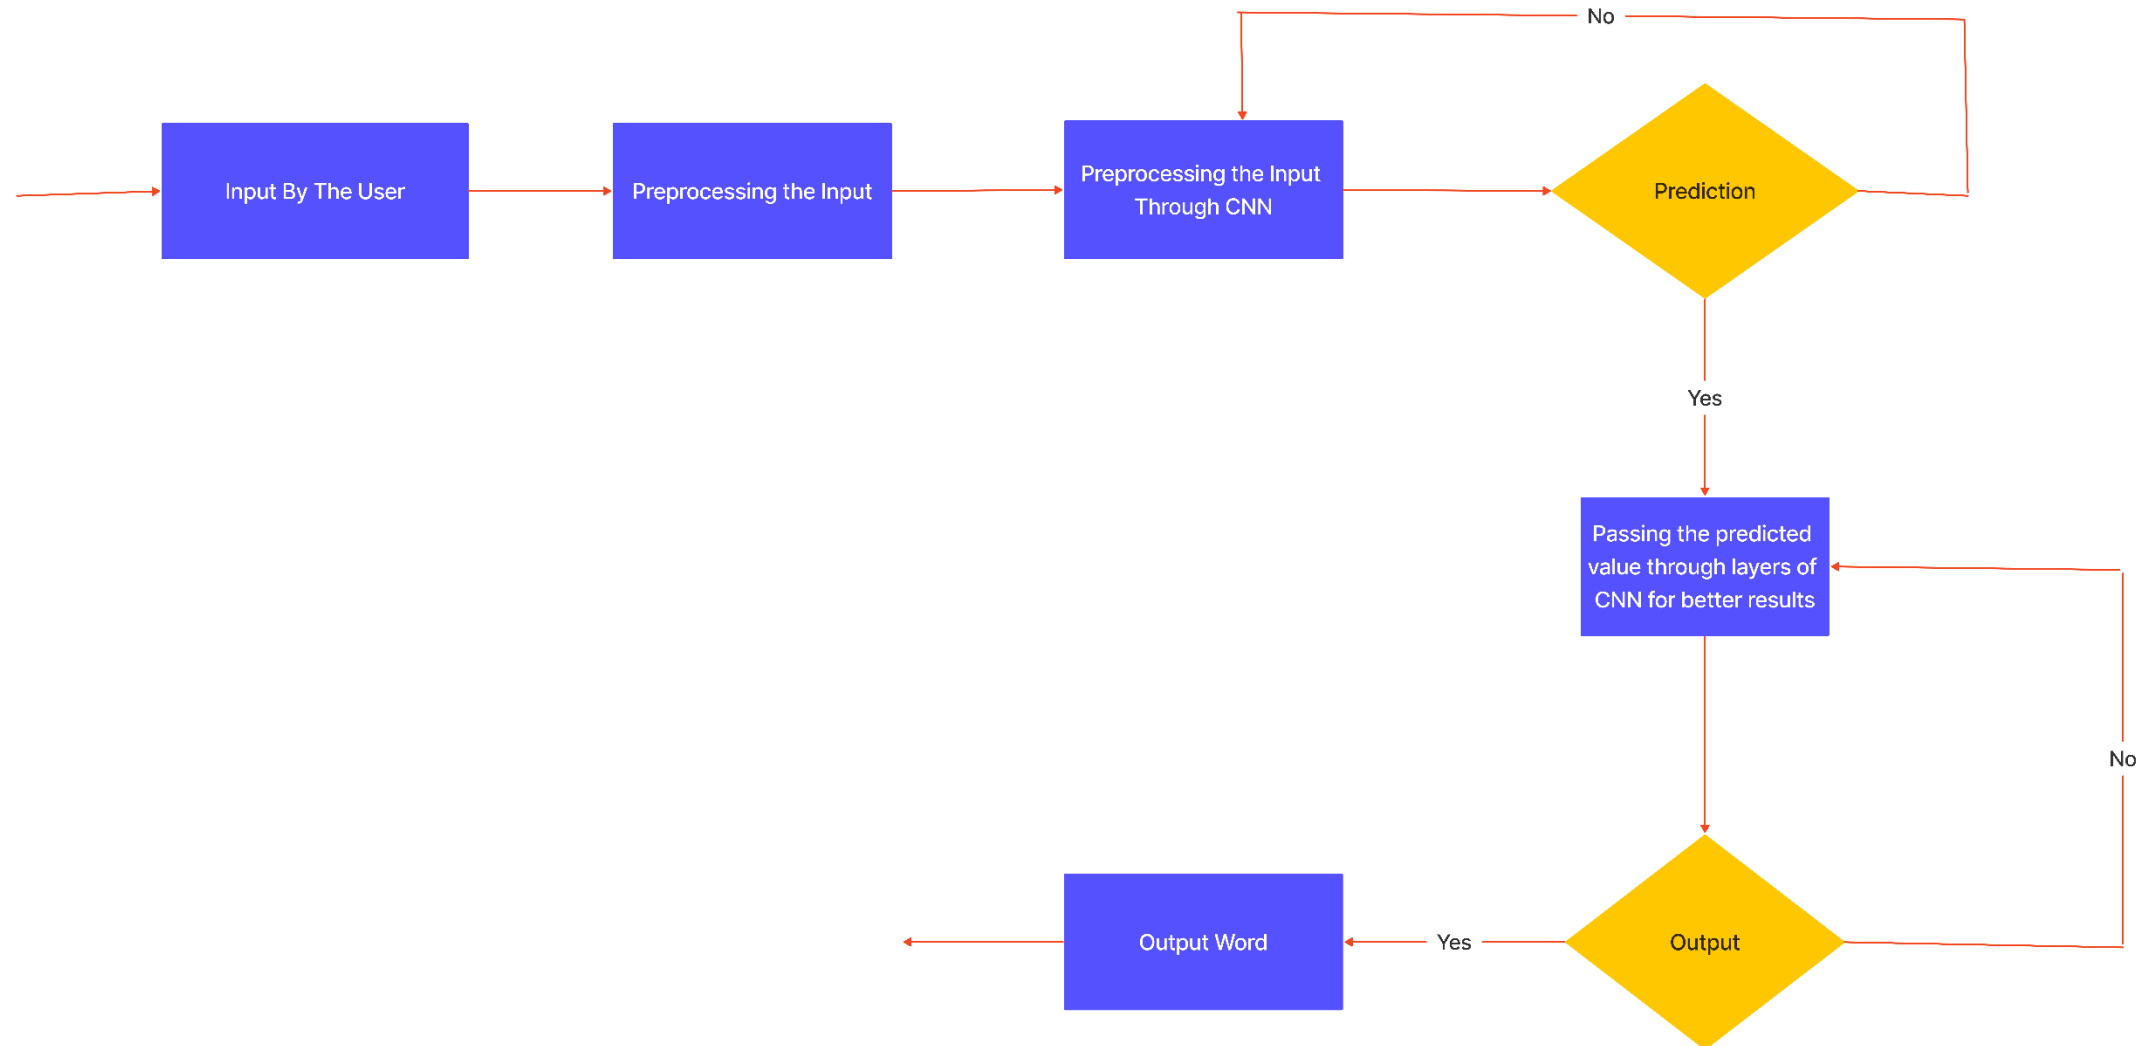 No
Input By The User
Preprocessing the Input
Preprocessing the Input
Through CNN
Prediction
Yes
Passing the predicted
value through layers of
CNN for better results
No
Output Word
Yes
Output